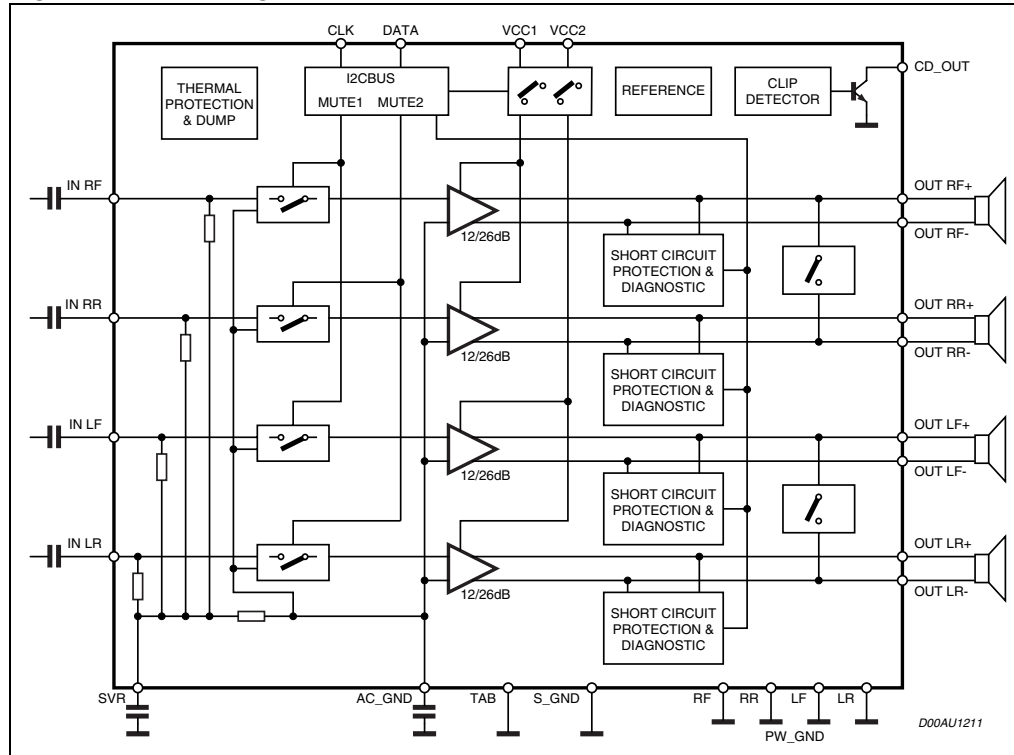 CLK DATA VCC1 VCC2
CD_OUT
THERMAL
PROTECTION
& DUMP
I2CBUS
MUTE1 MUTE2
REFERENCE
CLIP
DETECTOR
IN RF
12/26dB
SHORT CIRCUIT
PROTECTION &
DIAGNOSTIC
OUT RF+
OUT RF-
IN RR
12/26dB
SHORT CIRCUIT
PROTECTION &
DIAGNOSTIC
OUT RR+
OUT RR-
IN LF
12/26dB
SHORT CIRCUIT
PROTECTION &
DIAGNOSTIC
OUT LF+
OUT LF-
IN LR
12/26dB
SHORT CIRCUIT
PROTECTION &
DIAGNOSTIC
OUT LR+
OUT LR-
SVR AC_GND TAB S_GND RF RR LF LR
PW_GND
D00AU1211